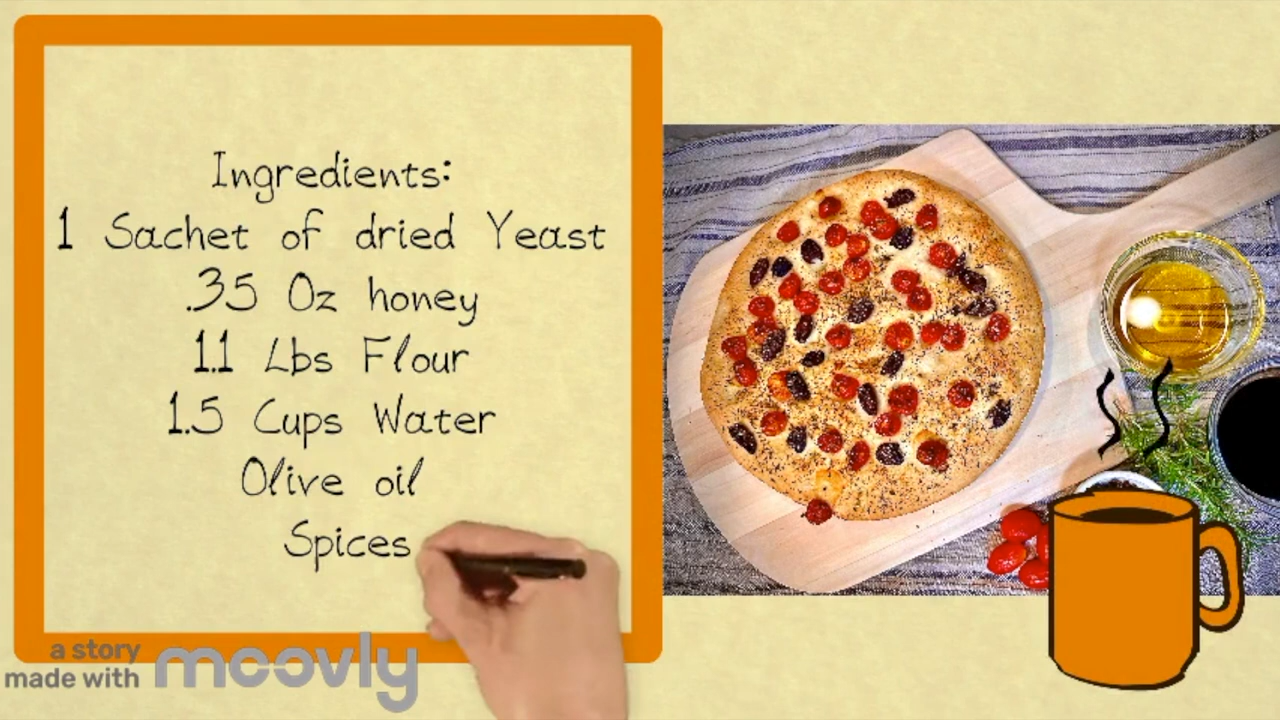 Ingredients:
1 Sachet of dried Yeast
.35 Oz honey
1.1 Lbs Flour
1.5 Cups Water
Olive oil
Spices
a story
made with moovly